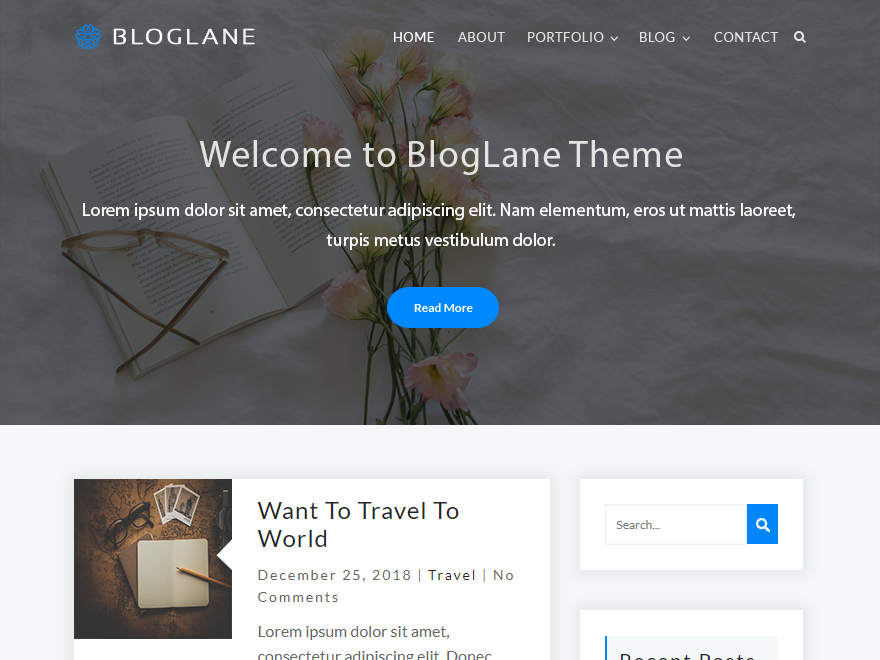 BLOGLANE
HOME ABOUT PORTFOLIO BLOG CONTACT
Welcome to BlogLane Theme
Lorem ipsum dolor sit amet, consectetur adipiscing elit. Nam elementum, eros ut mattis laoreet,
turpis metus vestibulum dolor.
Read More
Want To Travel To
World
December 25, 2018 | Travel | No
Comments
Lorem ipsum dolor sit amet,
consectetur adipiscing elit. Donec
Search...
Recent Posts